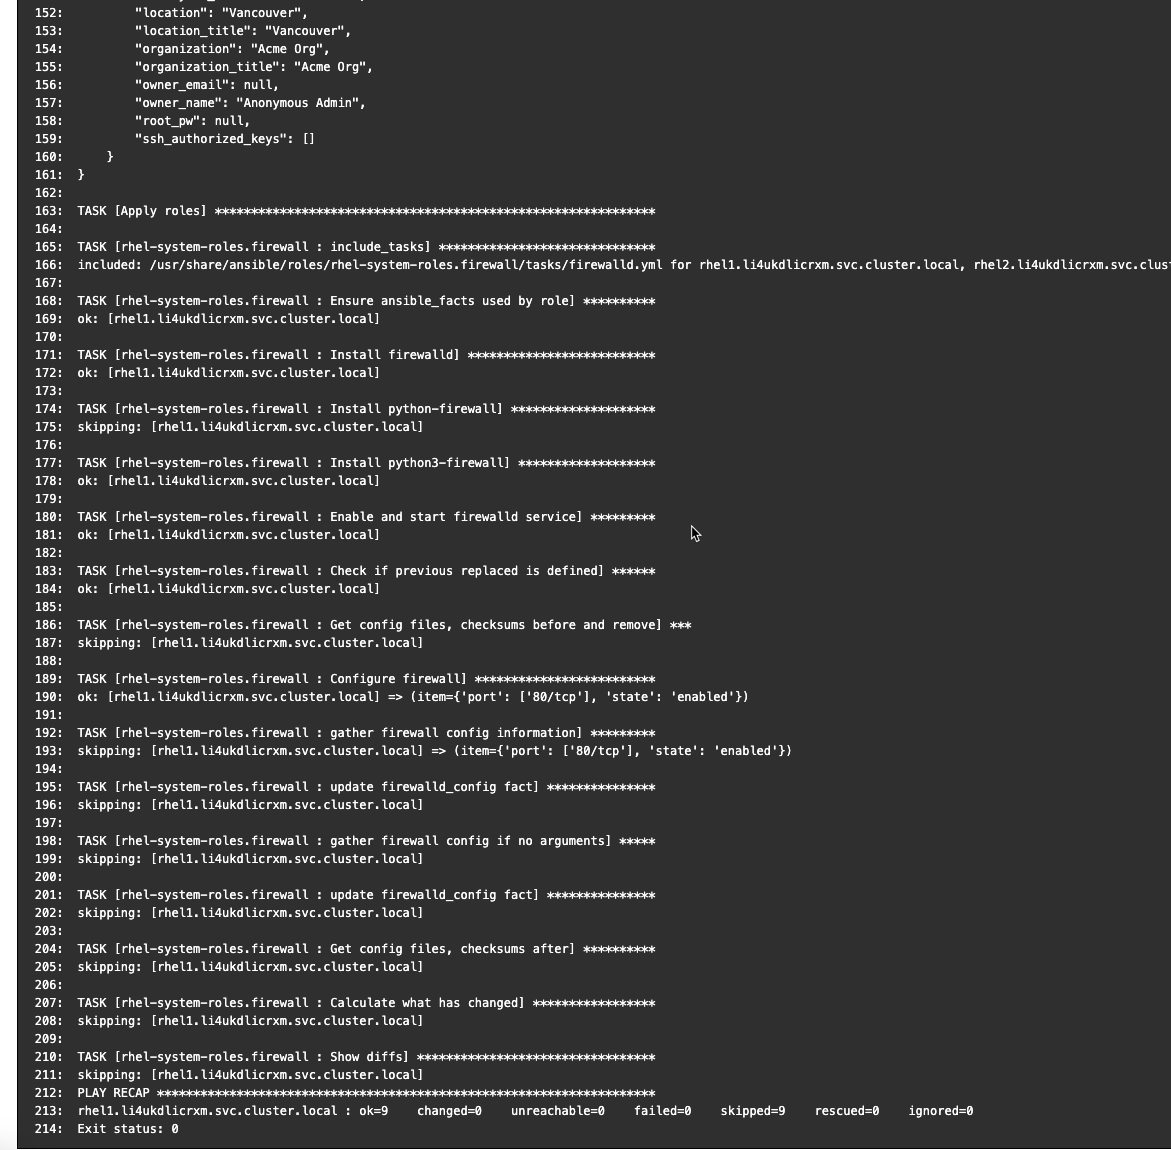 152:          "location": "Vancouver",
153:          "location_title": "Vancouver",
154:          "organization": "Acme Org",
155:          "organization_title": "Acme Org",
156:          "owner_email": null,
157:          "owner_name": "Anonymous Admin",
158:          "root_pw": null,
159:          "ssh_authorized_keys": []
160:      }
161:  }
162:
163:  TASK [Apply roles] *************************************************************
164:
165:  TASK [rhel-system-roles.firewall : include_tasks] ******************************
166:  included: /usr/share/ansible/roles/rhel-system-roles.firewall/tasks/firewalld.yml for rhel1.li4ukdlicrxm.svc.cluster.local, rhel2.li4ukdlicrxm.svc.clus
167:
168:  TASK [rhel-system-roles.firewall : Ensure ansible_facts used by role] **********
169:  ok: [rhel1.li4ukdlicrxm.svc.cluster.local]
170:
171:  TASK [rhel-system-roles.firewall : Install firewalld] **************************
172:  ok: [rhel1.li4ukdlicrxm.svc.cluster.local]
173:
174:  TASK [rhel-system-roles.firewall : Install python-firewall] ********************
175:  skipping: [rhel1.li4ukdlicrxm.svc.cluster.local]
176:
177:  TASK [rhel-system-roles.firewall : Install python3-firewall] *******************
178:  ok: [rhel1.li4ukdlicrxm.svc.cluster.local]
179:
180:  TASK [rhel-system-roles.firewall : Enable and start firewalld service] *********
181:  ok: [rhel1.li4ukdlicrxm.svc.cluster.local]
182:
183:  TASK [rhel-system-roles.firewall : Check if previous replaced is defined] ******
184:  ok: [rhel1.li4ukdlicrxm.svc.cluster.local]
185:
186:  TASK [rhel-system-roles.firewall : Get config files, checksums before and remove] ***
187:  skipping: [rhel1.li4ukdlicrxm.svc.cluster.local]
188:
189:  TASK [rhel-system-roles.firewall : Configure firewall] *************************
190:  ok: [rhel1.li4ukdlicrxm.svc.cluster.local] => (item={'port': ['80/tcp'], 'state': 'enabled'})
191:
192:  TASK [rhel-system-roles.firewall : gather firewall config information] *********
193:  skipping: [rhel1.li4ukdlicrxm.svc.cluster.local] => (item={'port': ['80/tcp'], 'state': 'enabled'})
194:
195:  TASK [rhel-system-roles.firewall : update firewalld_config fact] ***************
196:  skipping: [rhel1.li4ukdlicrxm.svc.cluster.local]
197:
198:  TASK [rhel-system-roles.firewall : gather firewall config if no arguments] *****
199:  skipping: [rhel1.li4ukdlicrxm.svc.cluster.local]
200:
201:  TASK [rhel-system-roles.firewall : update firewalld_config fact] ***************
202:  skipping: [rhel1.li4ukdlicrxm.svc.cluster.local]
203:
204:  TASK [rhel-system-roles.firewall : Get config files, checksums after] **********
205:  skipping: [rhel1.li4ukdlicrxm.svc.cluster.local]
206:
207:  TASK [rhel-system-roles.firewall : Calculate what has changed] *****************
208:  skipping: [rhel1.li4ukdlicrxm.svc.cluster.local]
209:
210:  TASK [rhel-system-roles.firewall : Show diffs] *********************************
211:  skipping: [rhel1.li4ukdlicrxm.svc.cluster.local]
212:  PLAY RECAP *********************************************************************
213:  rhel1.li4ukdlicrxm.svc.cluster.local : ok=9    changed=0    unreachable=0    failed=0    skipped=9    rescued=0    ignored=0
214:  Exit status: 0